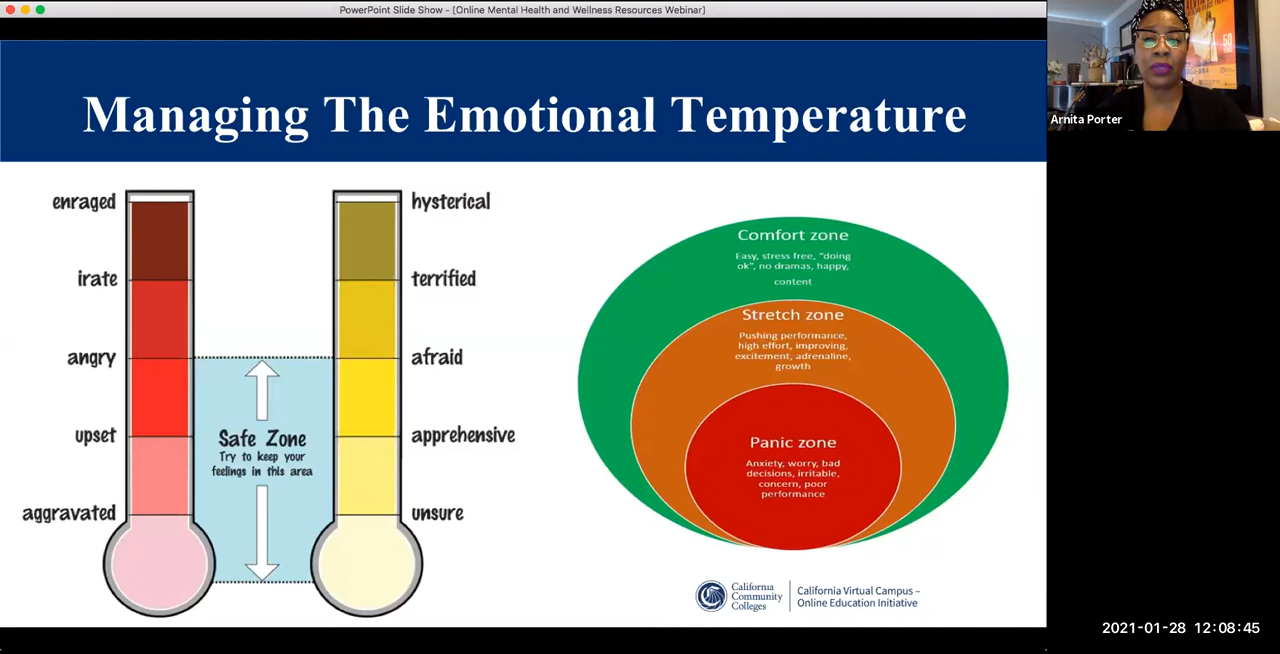 PowerPoint Slide Show - [Online Mental Health and Wellness Resources Webinar]
Managing The Emotional Temperature
enraged
irate
angry
upset
aggravated
Safe Zone
Try to keep your
feelings in this area
hysterical
terrified
afraid
apprehensive
unsure
Comfort zone
Easy, stress free, “doing
ok”, no dramas, happy,
content
Stretch zone
Pushing performance,
high effort, improving,
excitement, adrenaline,
growth
Panic zone
Anxiety, worry, bad
decisions, irritable,
concern, poor
performance
California
Community
Colleges
California Virtual Campus –
Online Education Initiative
Arnita Porter
2021-01-28 12:08:45